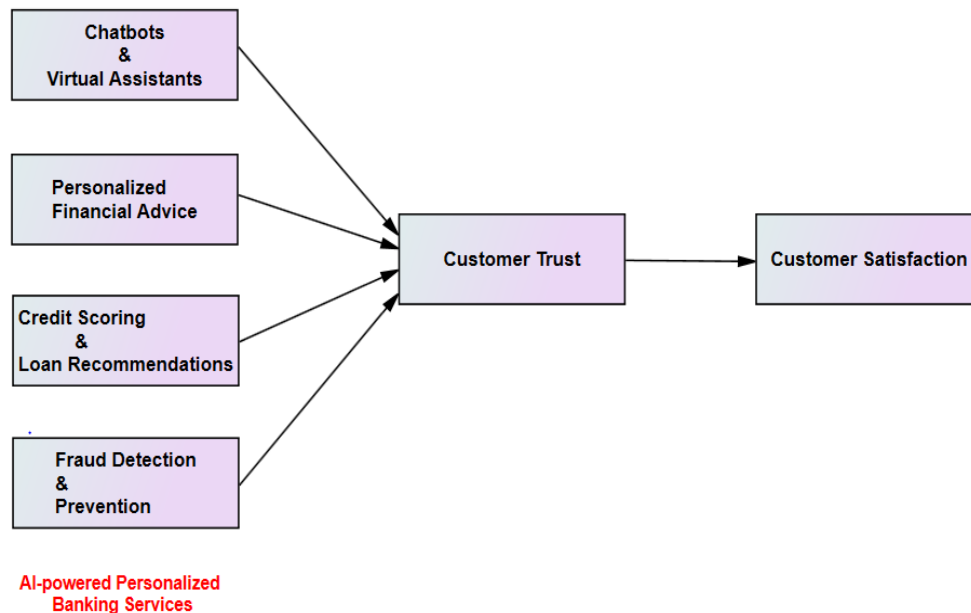 Chatbots
&
Virtual Assistants
Personalized
Financial Advice
Credit Scoring
&
Loan Recommendations
Fraud Detection
&
Prevention
Customer Trust
Customer Satisfaction
AI-powered Personalized
Banking Services